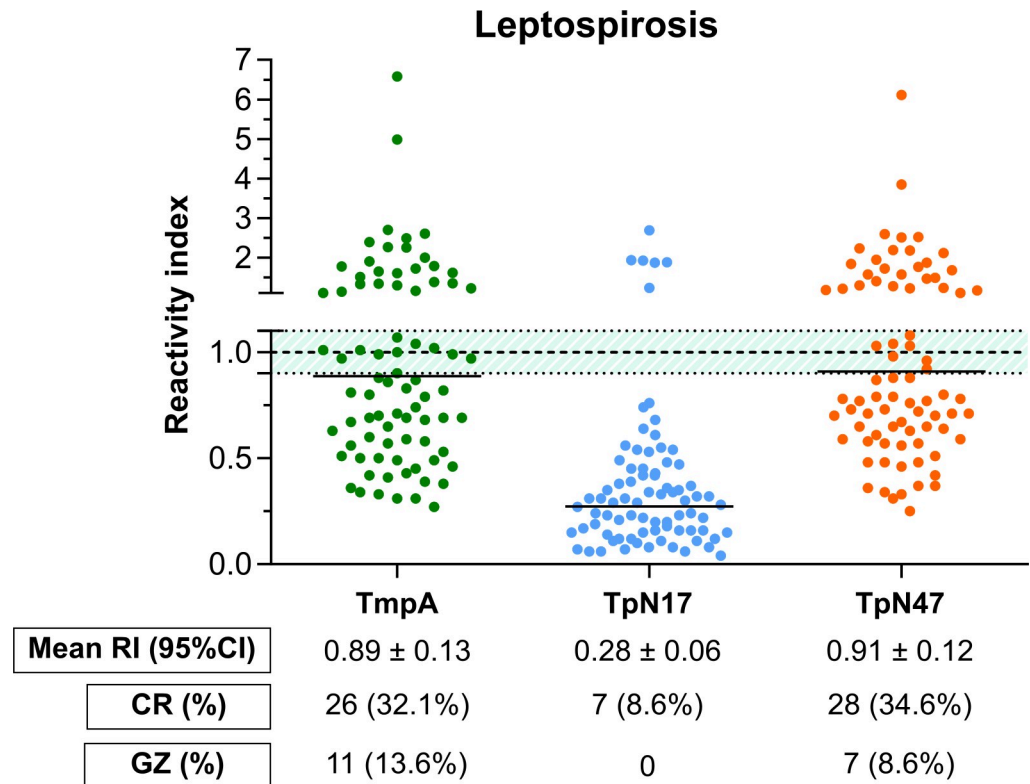 Leptospirosis
Reactivity index
7
6
5
4
3
2
1.0
0.5
0.0
TmpA TpN17 TpN47
Mean RI (95%CI) 0.89 ± 0.13 0.28 ± 0.06 0.91 ± 0.12
CR (%) 26 (32.1%) 7 (8.6%) 28 (34.6%)
GZ (%) 11 (13.6%) 0 7 (8.6%)